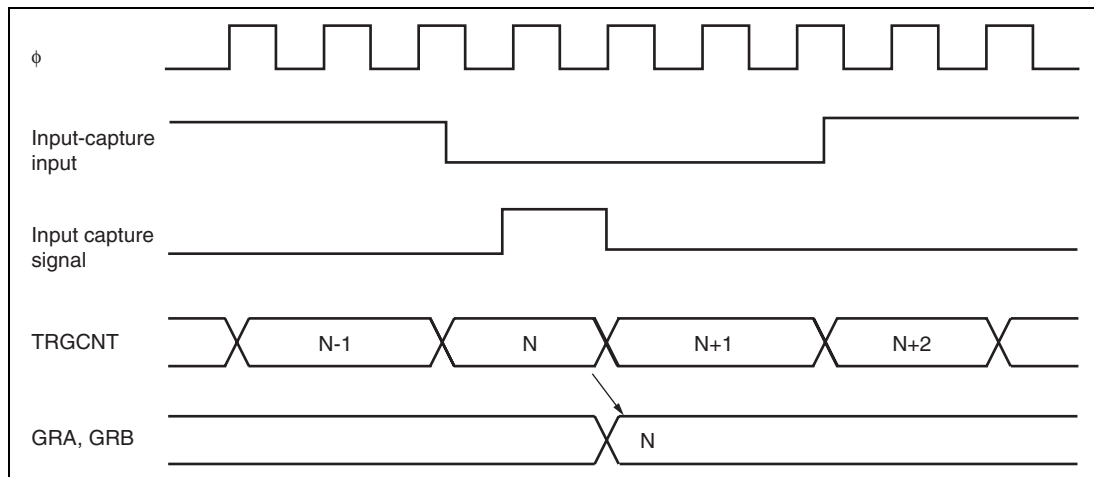 ϕ
Input-capture
input
Input capture
signal
TRGCNT
N-1
N
N+1
N+2
GRA, GRB
N